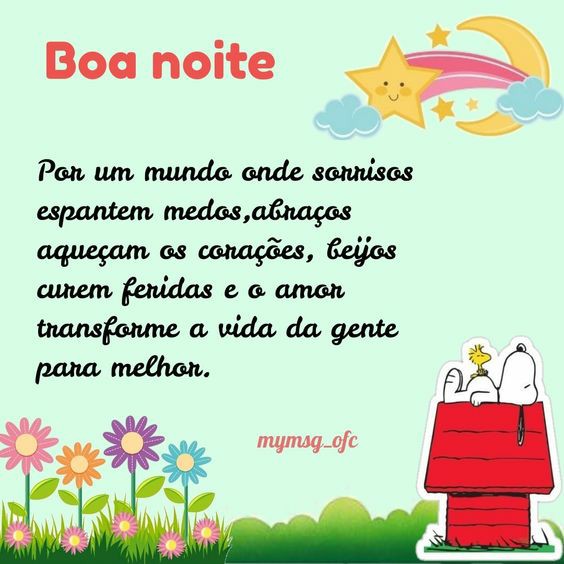 Boa noite
Por um mundo onde sorrisos
espantem medos,abraços
aqueçam os corações, beijos
curem feridas e o amor
transforme a vida da gente
para melhor.
mymsg_ofc